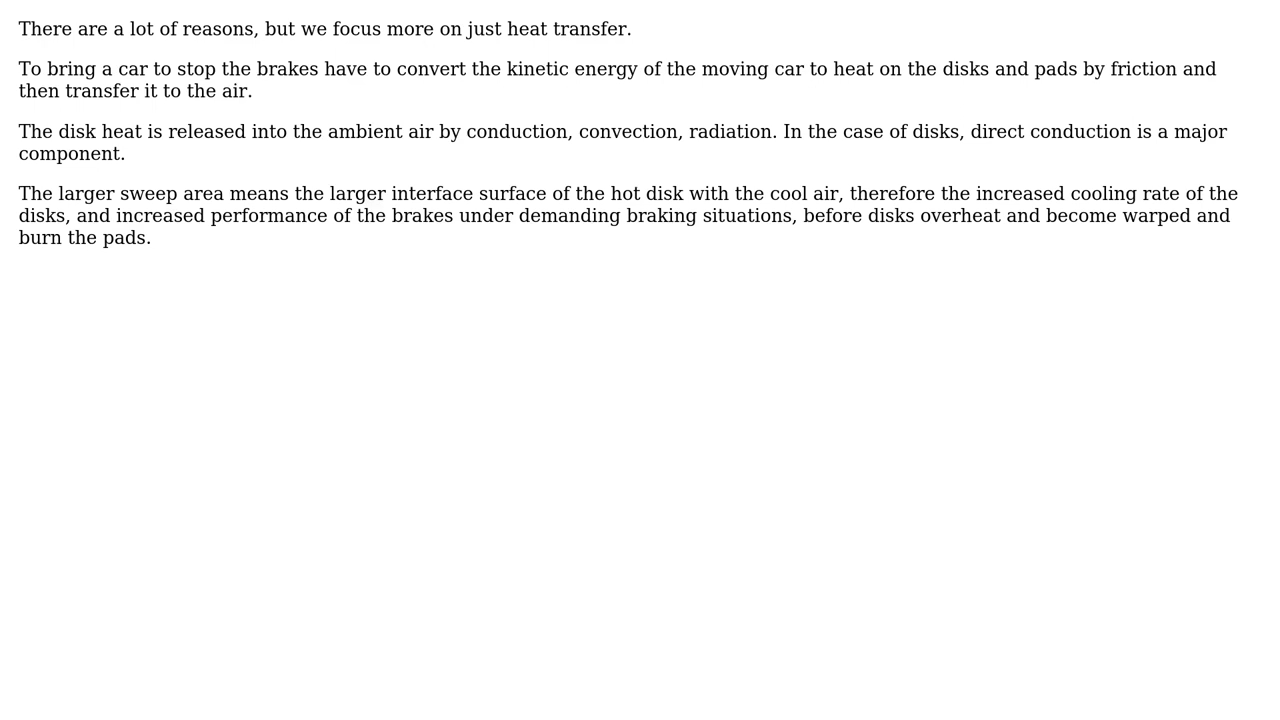 There are a lot of reasons, but we focus more on just heat transfer.
To bring a car to stop the brakes have to convert the kinetic energy of the moving car to heat on the disks and pads by friction and
then transfer it to the air.
The disk heat is released into the ambient air by conduction, convection, radiation. In the case of disks, direct conduction is a major
component.
The larger sweep area means the larger interface surface of the hot disk with the cool air, therefore the increased cooling rate of the
disks, and increased performance of the brakes under demanding braking situations, before disks overheat and become warped and
burn the pads.